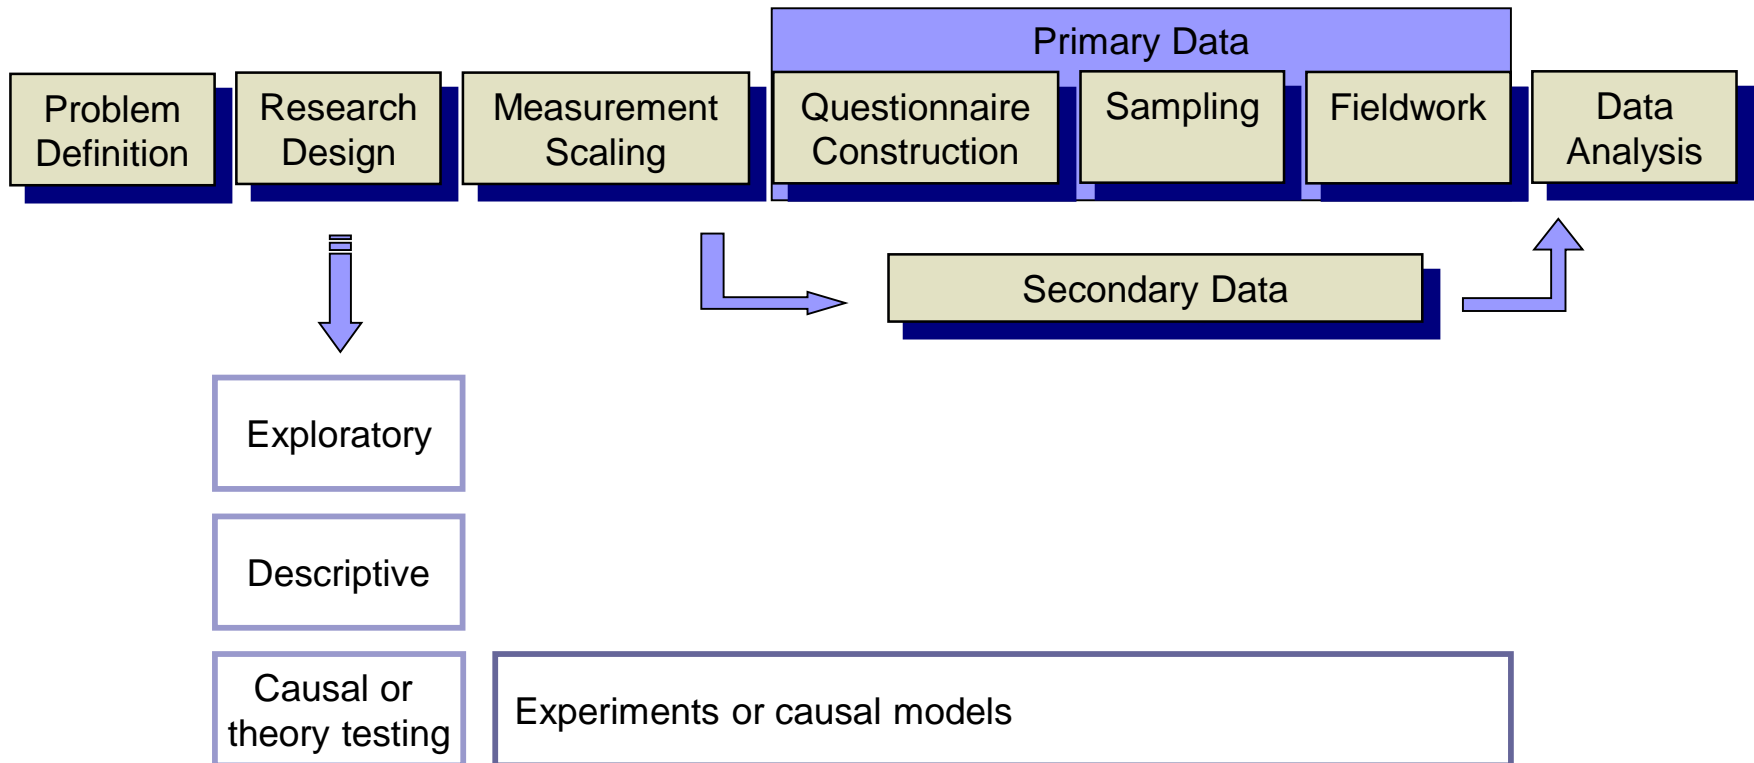 Primary Data
Problem
Definition
Research
Design
Measurement
Scaling
Questionnaire
Construction
Sampling
Fieldwork
Data
Analysis
Secondary Data
Exploratory
Descriptive
Causal or
theory testing
Experiments or causal models